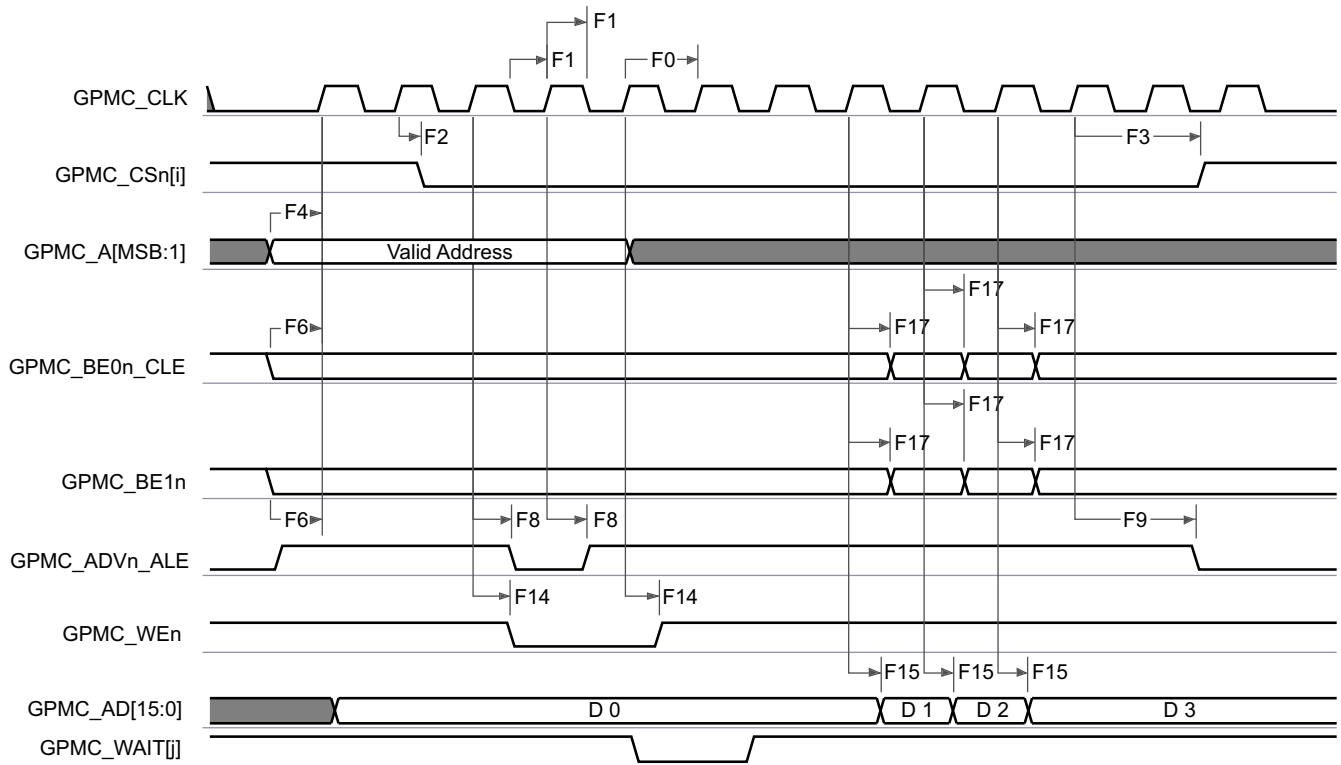 F1
F1 F0
GPMC_CLK
F2 F3
GPMC_CSn[i]
F4
GPMC_A[MSB:1] Valid Address
F17
F6 F17 F17
GPMC_BE0n_CLE
F17
F17 F17
GPMC_BE1n
F6 F8 F8 F9
GPMC_ADVn_ALE
F14 F14
GPMC_WEn
F15 F15 F15
GPMC_AD[15:0] D 0 D 1 D 2 D 3
GPMC_WAIT[j]